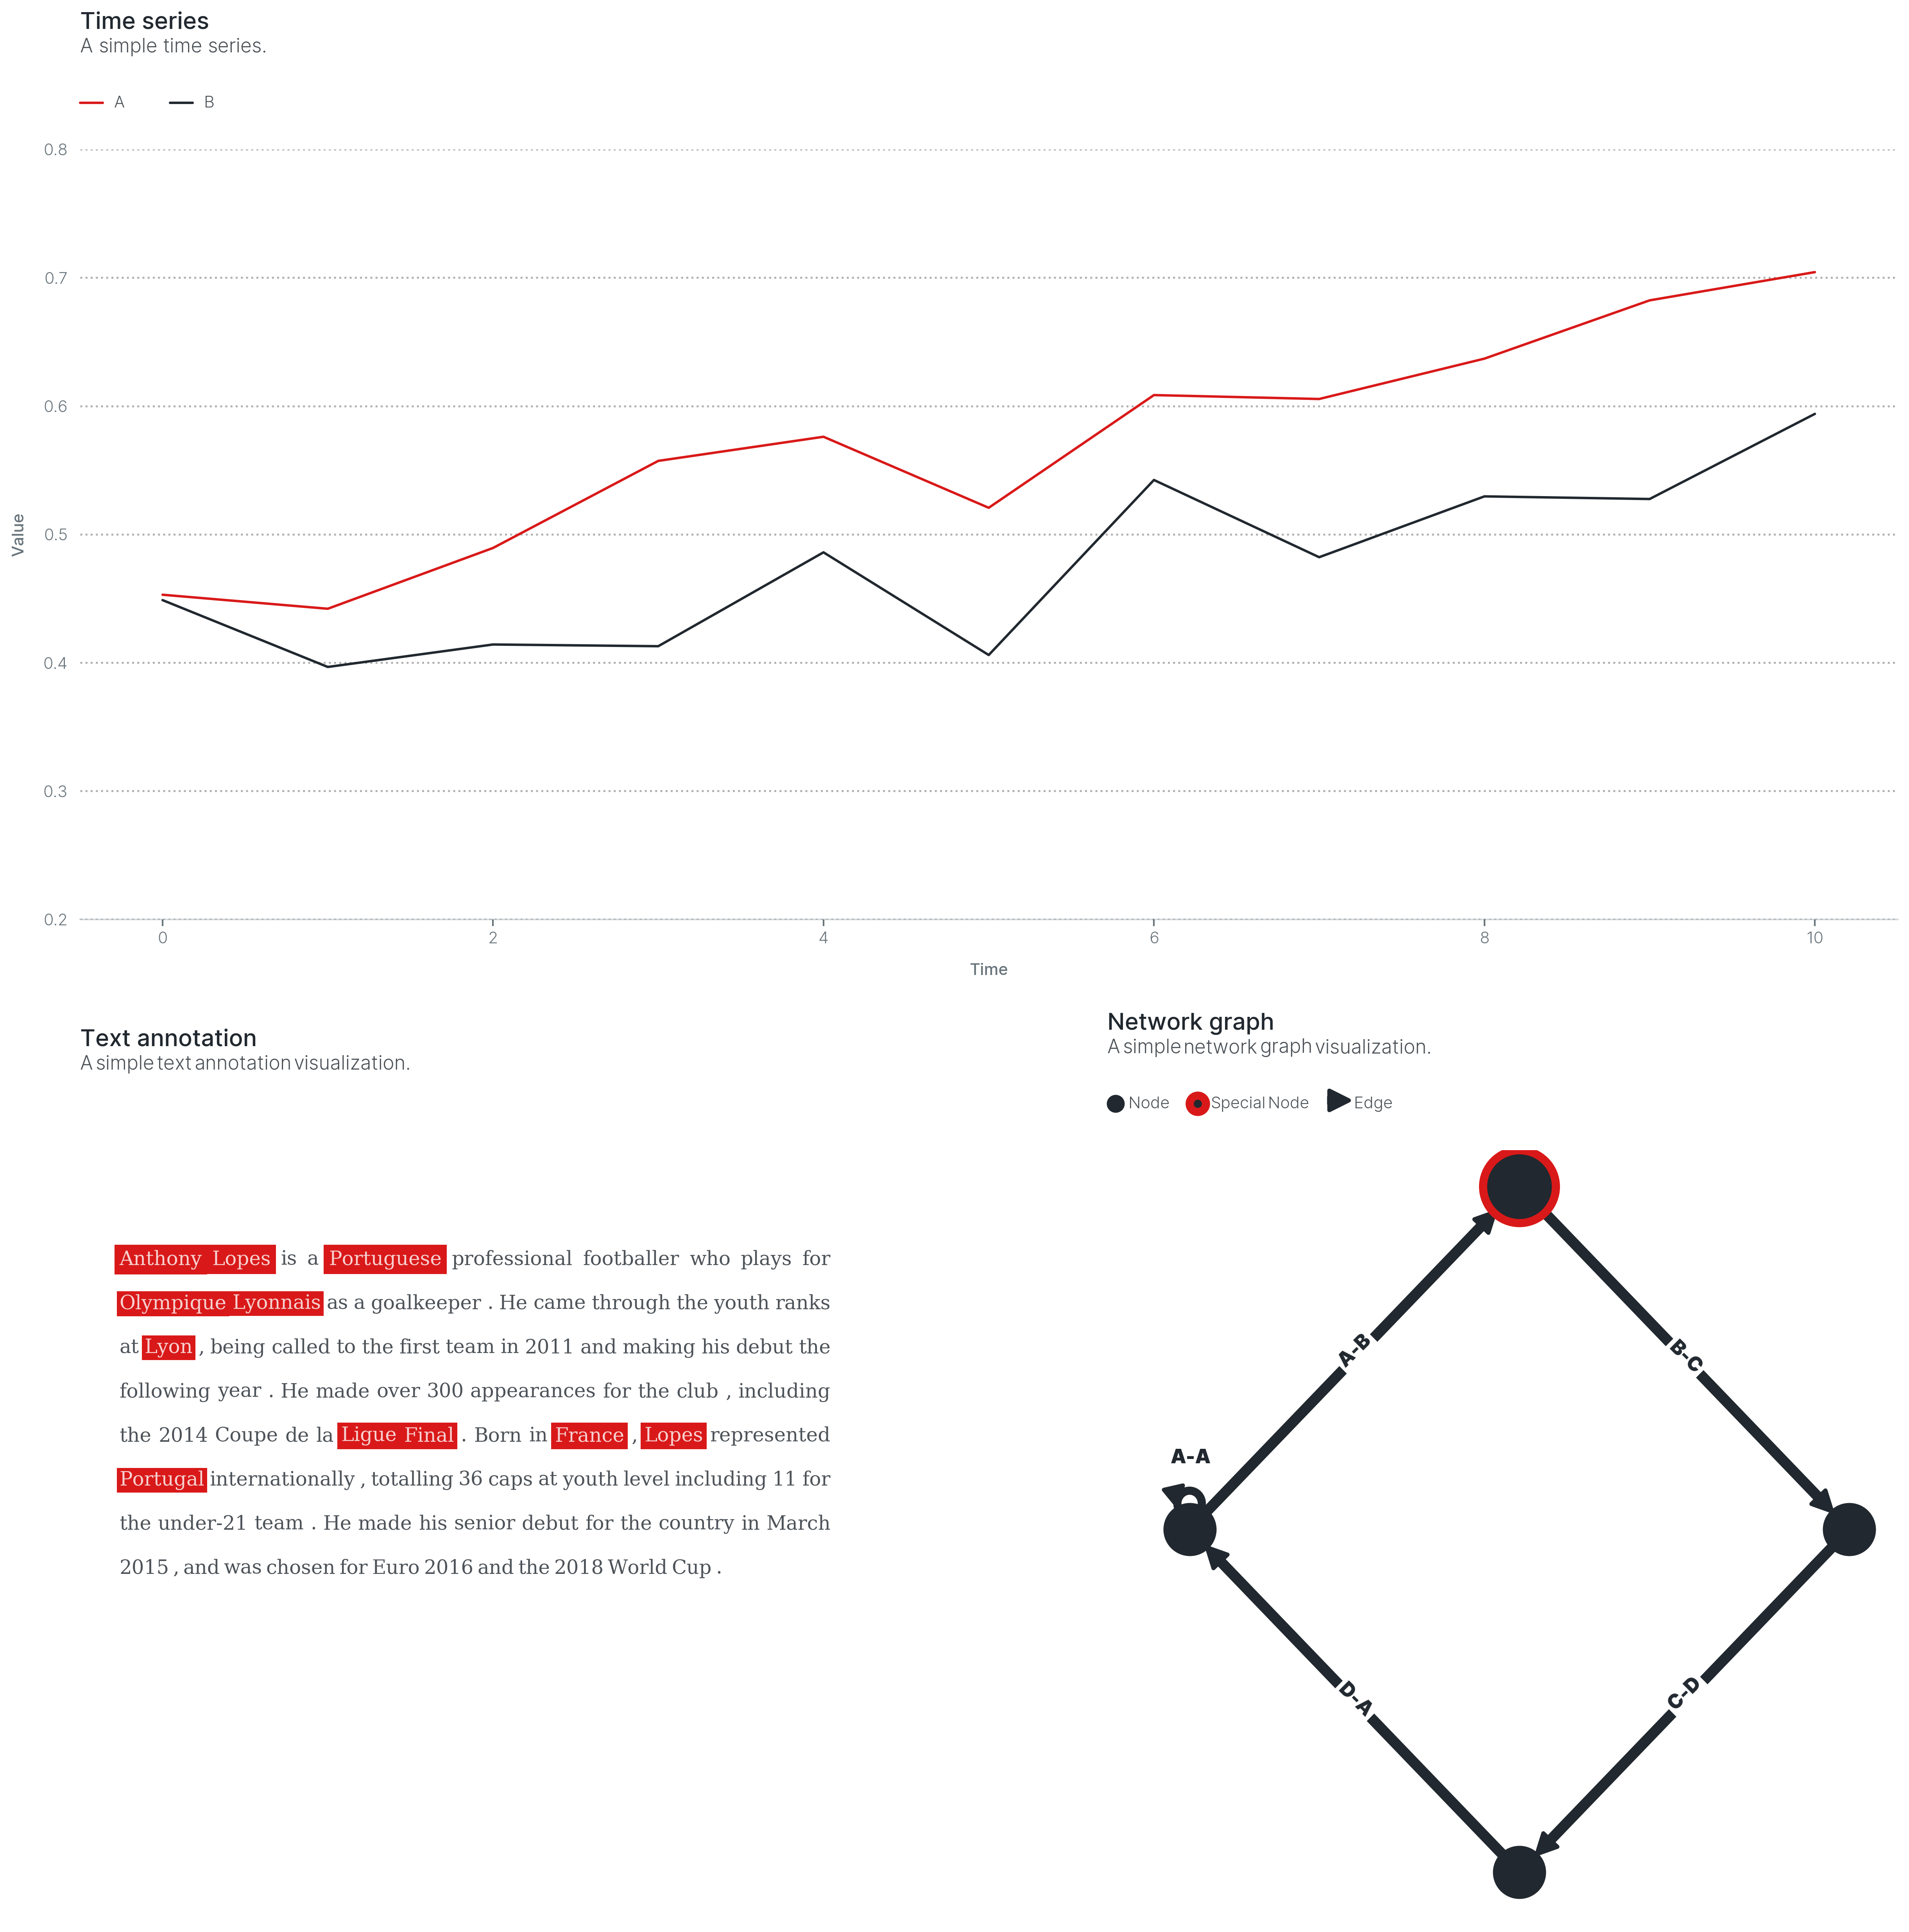 Time series
A simple time series.
A B
0.8
0.7
0.6
0.5
0.4
0.3
0.2
Value
0 2 4 6 8 10
Time
Text annotation
A simple text annotation visualization.
Anthony Lopes is a Portuguese professional footballer who plays for
Olympique Lyonnais as a goalkeeper . He came through the youth ranks
at Lyon , being called to the first team in 2011 and making his debut the
following year . He made over 300 appearances for the club , including
the 2014 Coupe de la Ligue Final . Born in France , Lopes represented
Portugal internationally , totalling 36 caps at youth level including 11 for
the under-21 team . He made his senior debut for the country in March
2015 , and was chosen for Euro 2016 and the 2018 World Cup .
Network graph
A simple network graph visualization.
Node Special Node Edge
A-B
B-C
A-A
D-A
C-D